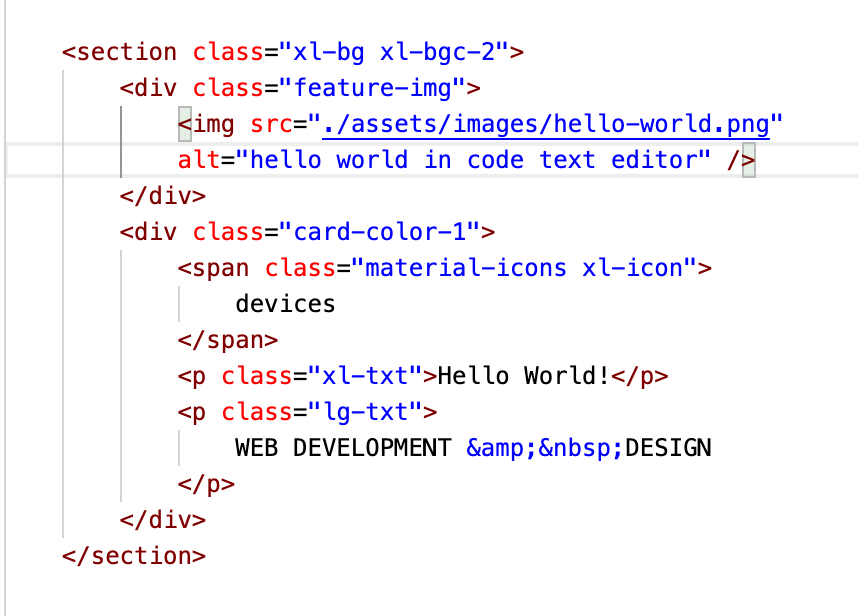 <section class="xl-bg xl-bgc-2">
<div class="feature-img">
<img src="./assets/images/hello-world.png"
alt="hello world in code text editor" />
</div>
<div class="card-color-1">
<span class="material-icons xl-icon">
devices
</span>
<p class="xl-txt">Hello World!</p>
<p class="lg-txt">
WEB DEVELOPMENT &amp;&nbsp;DESIGN
</p>
</div>
</section>